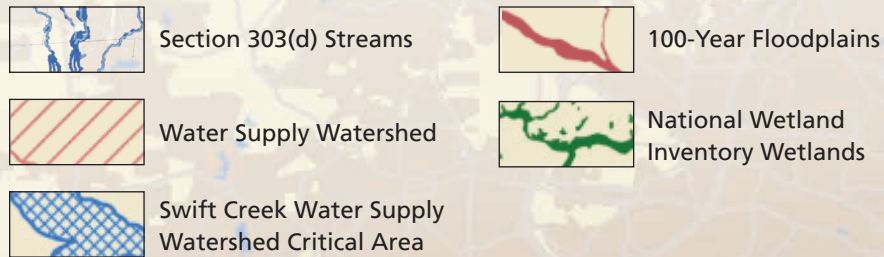 Section 303(d) Streams
Water Supply Watershed
Swift Creek Water Supply
Watershed Critical Area
100-Year Floodplains
National Wetland
Inventory Wetlands